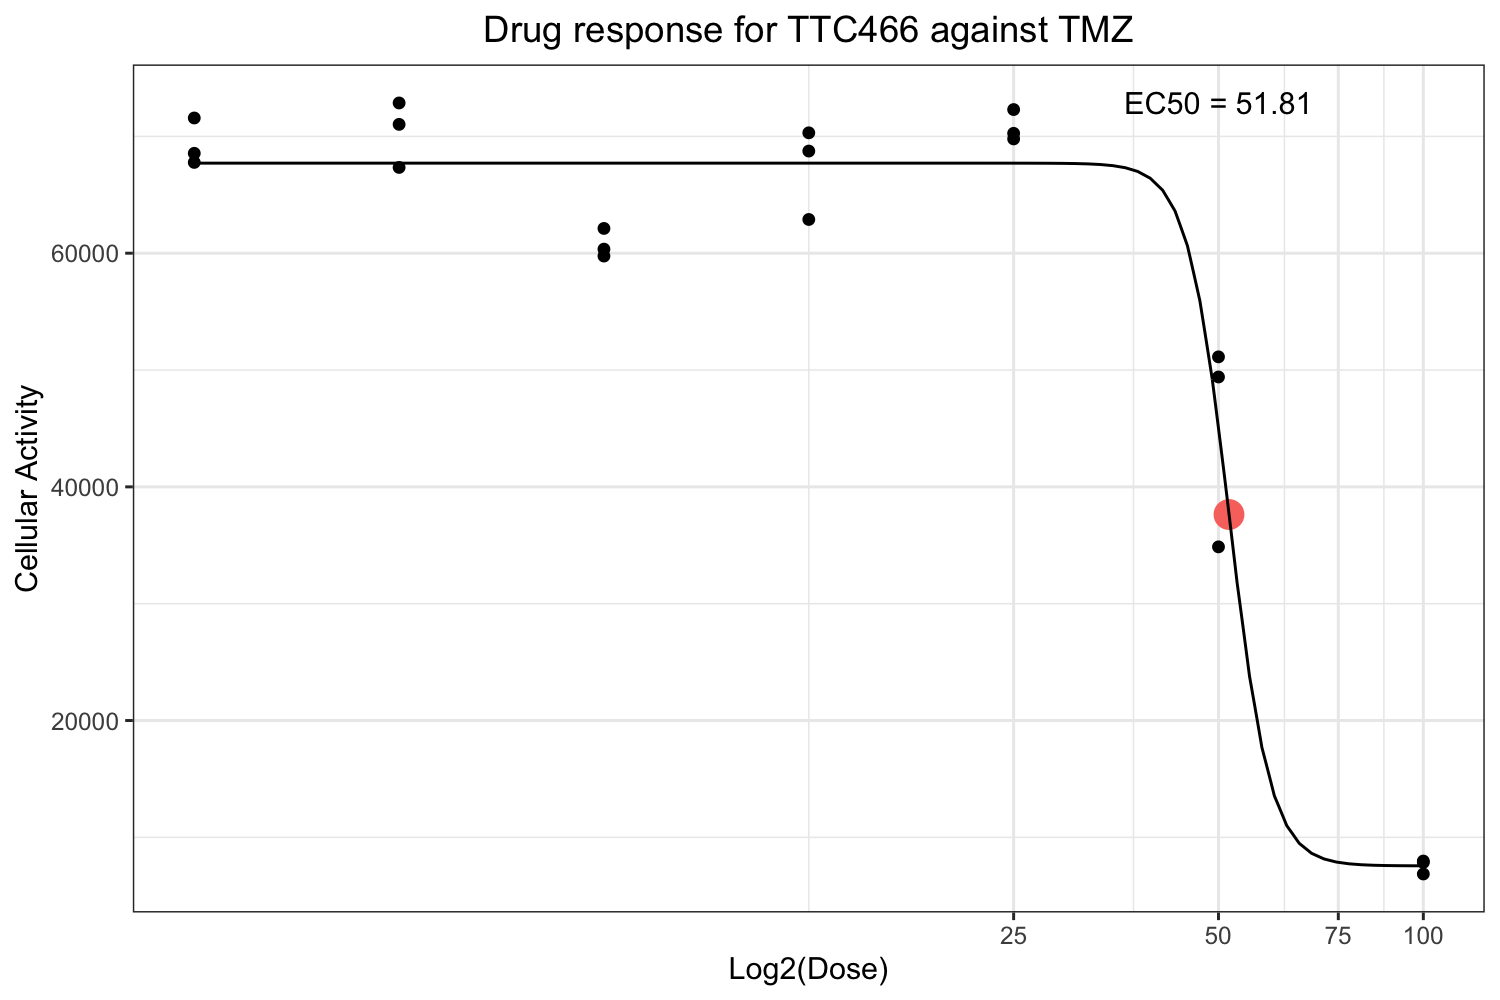 Drug response for TTC466 against TMZ
EC50 = 51.81
60000
40000
20000
Cellular Activity
25 50 75 100
Log2(Dose)